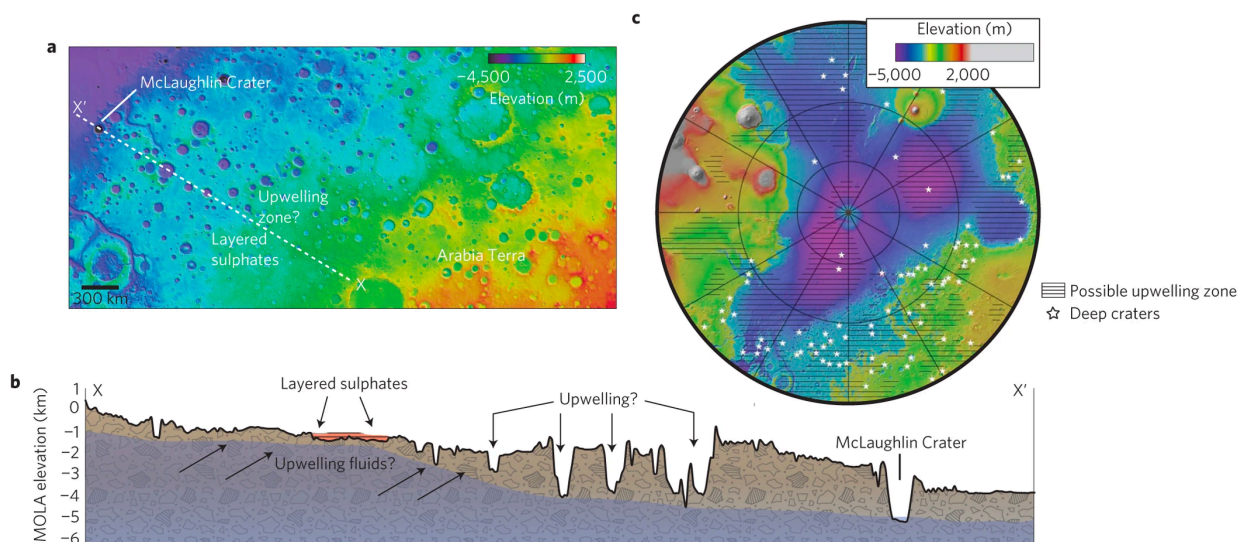 a
McLaughlin Crater
X′
−4,500 2,500
Elevation (m)
Upwelling
zone?
Layered
sulphates
Arabia Terra
X
300 km
c
Elevation (m)
−5,000 2,000
Possible upwelling zone
Deep craters
b
MOLA elevation (km)
1
0
−1
−2
−3
−4
−5
−6
X
Layered sulphates
Upwelling fluids?
Upwelling?
McLaughlin Crater
X′